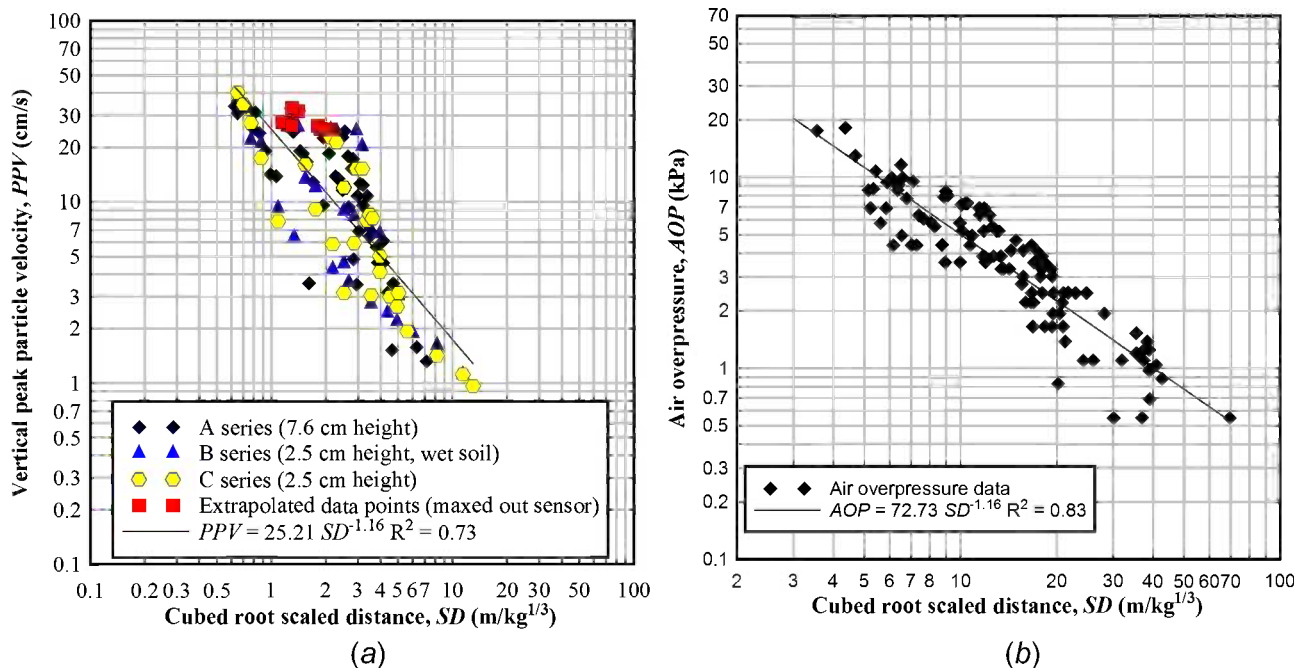 100
70
50
30
20
10
7
5
3
2
1
0.7
0.5
0.3
0.2
0.1
Vertical peak particle velocity, PPV (cm/s)
A series (7.6 cm height)
B series (2.5 cm height, wet soil)
C series (2.5 cm height)
Extrapolated data points (maxed out sensor)
PPV = 25.21 SD^-1.16 R^2 = 0.73
0.1 0.2 0.3 0.5 0.7 1 2 3 4 5 67 10 20 30 50 70 100
Cubed root scaled distance, SD (m/kg^1/3)
(a)
70
50
30
20
10
7
5
3
2
1
0.7
0.5
0.3
0.2
0.1
Air overpressure, AOP (kPa)
Air overpressure data
AOP = 72.73 SD^-1.16 R^2 = 0.83
2 3 4 5 6 7 8 10 20 30 40 50 6070 100
Cubed root scaled distance, SD (m/kg^1/3)
(b)